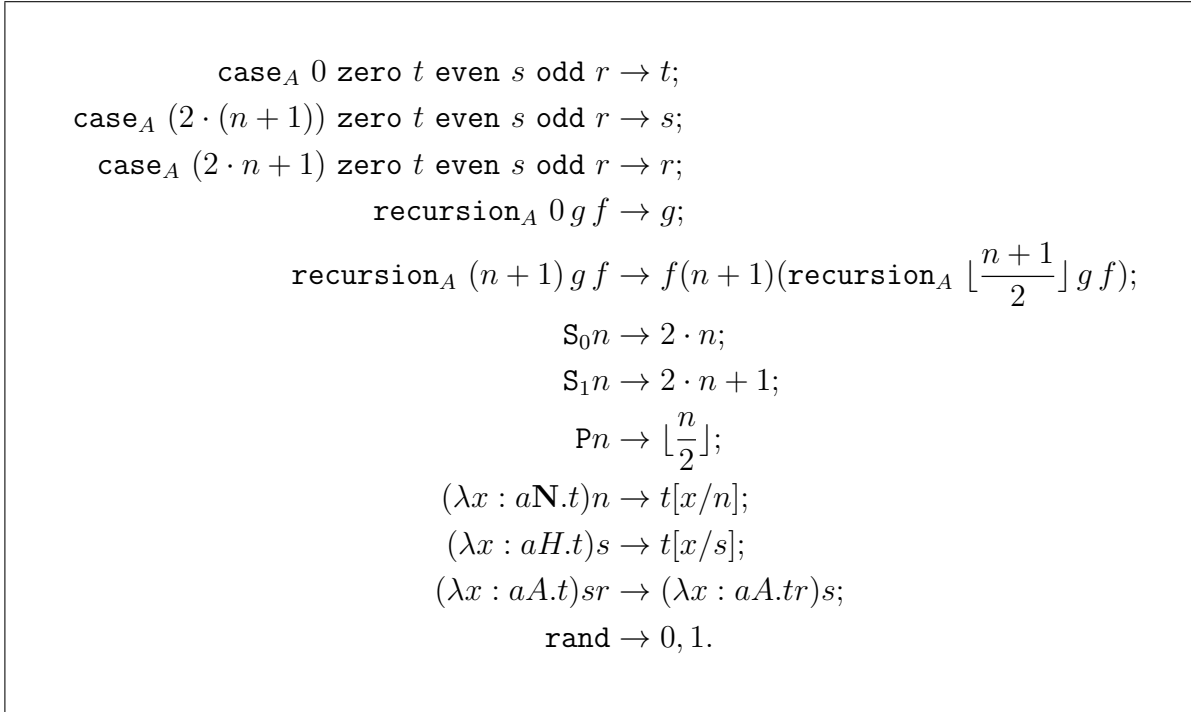 case_A 0 zero t even s odd r → t;
case_A (2 · (n + 1)) zero t even s odd r → s;
case_A (2 · n + 1) zero t even s odd r → r;
recursion_A 0 g f → g;
recursion_A (n + 1) g f → f(n + 1)(recursion_A ⌊\frac{n + 1}{2}⌋ g f);
S_0n → 2 · n;
S_1n → 2 · n + 1;
Pn → ⌊\frac{n}{2}⌋;
(λx : aN.t)n → t[x/n];
(λx : aH.t)s → t[x/s];
(λx : aA.t)sr → (λx : aA.tr)s;
rand → 0, 1.